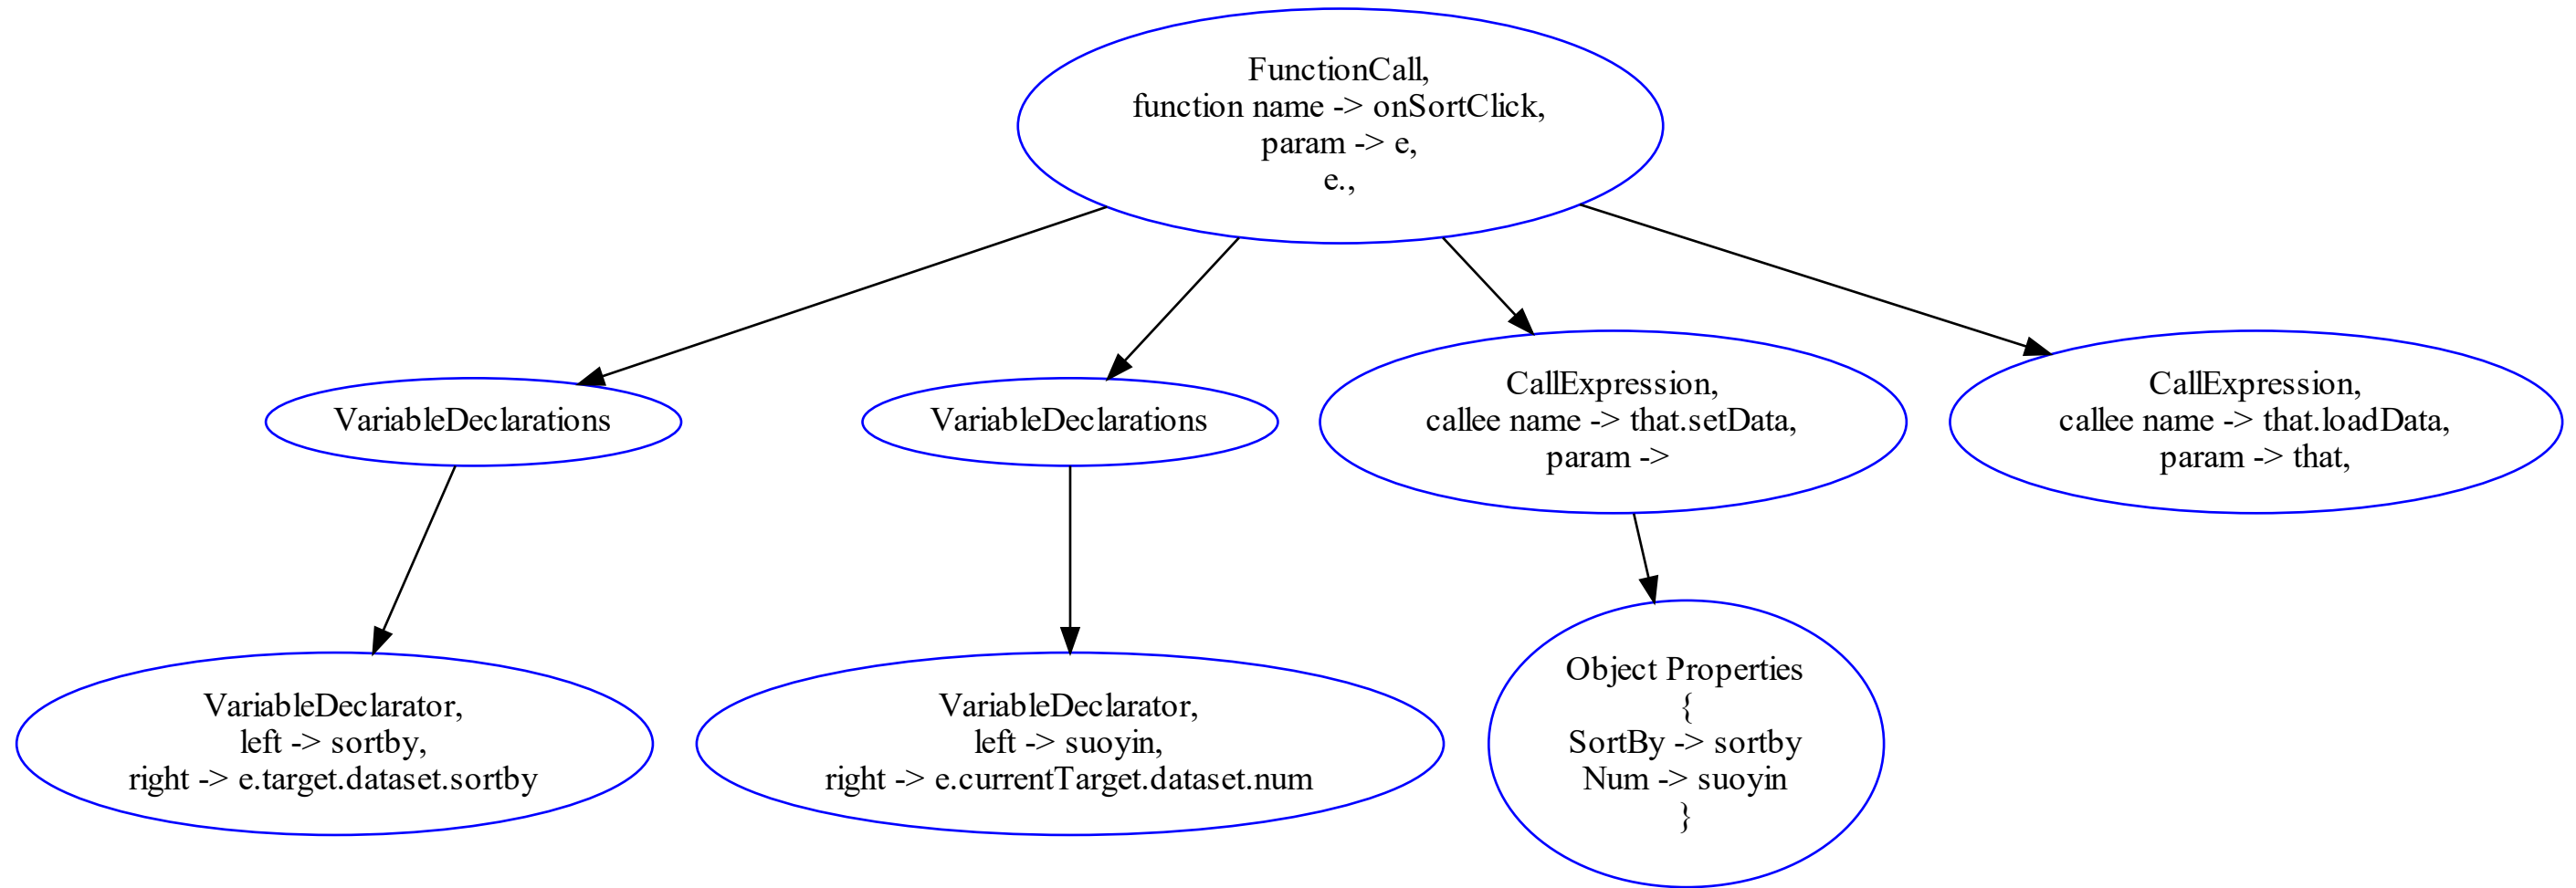 FunctionCall,
function name -> onSortClick,
param -> e,
e.,
VariableDeclarations
VariableDeclarations
CallExpression,
callee name -> that.setData,
param ->
CallExpression,
callee name -> that.loadData,
param -> that,
VariableDeclarator,
left -> sortby,
right -> e.target.dataset.sortby
VariableDeclarator,
left -> suoyin,
right -> e.currentTarget.dataset.num
Object Properties
{
SortBy -> sortby
Num -> suoyin
}